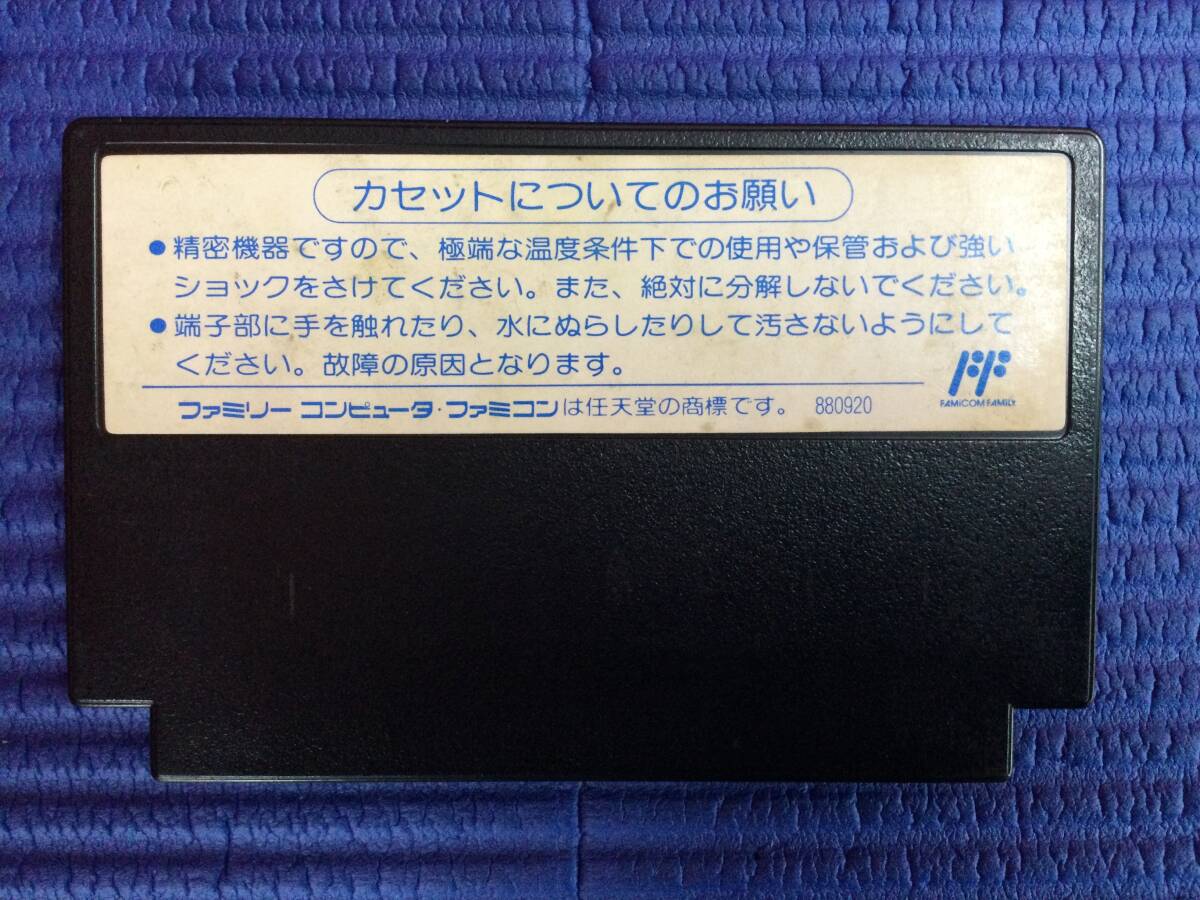 カセットについてのお願い
●精密機器ですので、極端な温度条件下での使用や保管および強い
ショックをさけてください。また、絶対に分解しないでください。
●端子部に手を触れたり、水にぬらしたりして汚さないようにして
ください。故障の原因となります。
FAMICOM FAMILY
ファミリー コンピュータ・ファミコンは任天堂の商標です。 880920